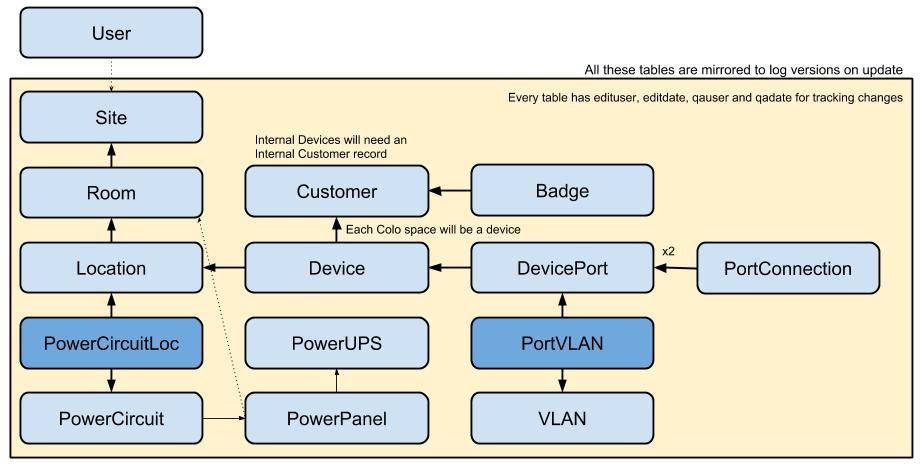 User
All these tables are mirrored to log versions on update
Every table has edituser, editdate, qauser and qadate for tracking changes
Site
Internal Devices will need an
Internal Customer record
Room
Customer
Badge
Each Colo space will be a device
Location
Device
DevicePort
x2
PortConnection
PowerCircuitLoc
PowerUPS
PortVLAN
PowerCircuit
PowerPanel
VLAN